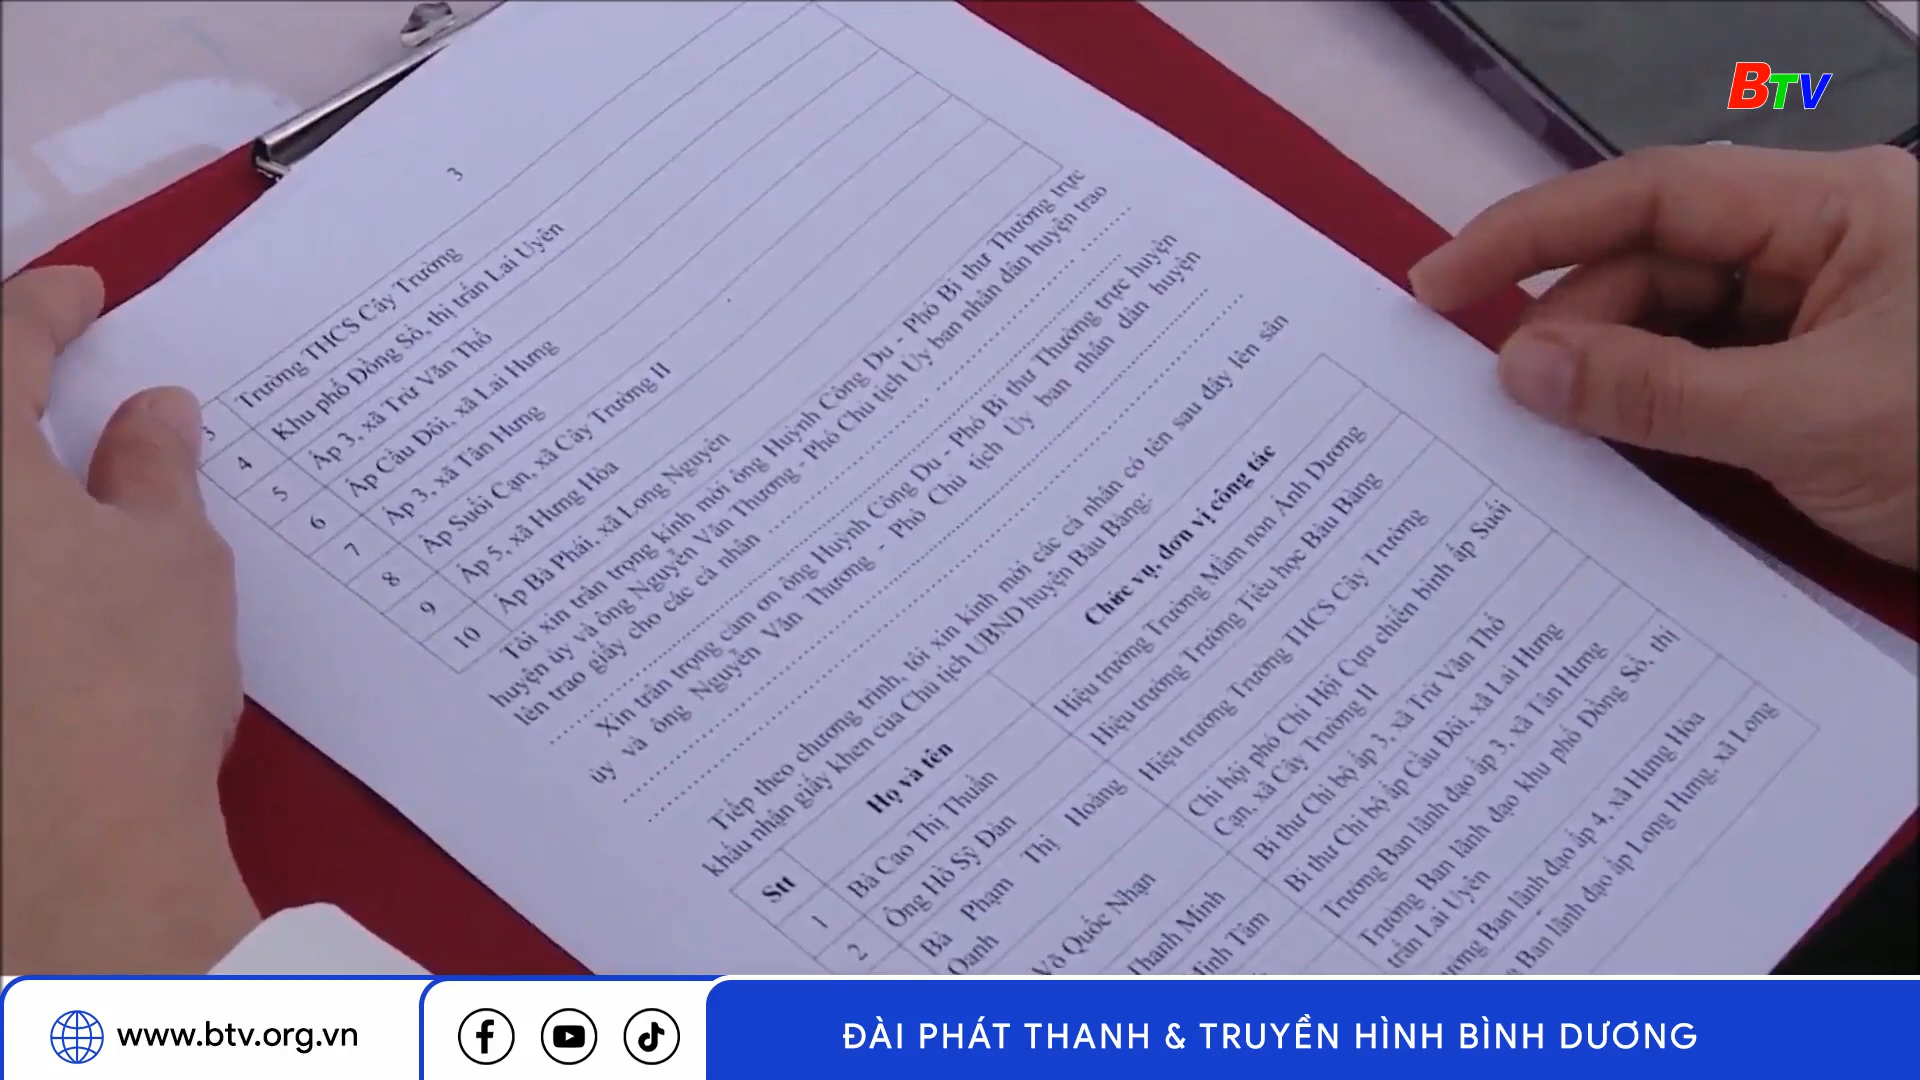 BTV
3
3 Trường THCS Cây Trường
4 Khu phố Đồng Sổ, thị trấn Lai Uyên
5 Ấp 3, xã Trừ Văn Thố
6 Ấp Cầu Đôi, xã Lai Hưng
7 Ấp 3, xã Tân Hưng
8 Ấp Suối Cạn, xã Cây Trường II
9 Ấp 5, xã Hưng Hòa
10 Ấp Bà Phái, xã Long Nguyên
Tôi xin trân trọng kính mời ông Huỳnh Công Du - Phó Bí thư Thường trực
huyện ủy và ông Nguyễn Văn Thương - Phó Chủ tịch Ủy ban nhân dân huyện trao
lên trao giấy cho các cá nhân
Xin trân trọng cảm ơn ông Huỳnh Công Du - Phó Bí thư Thường trực huyện
ủy và ông Nguyễn Văn Thương - Phó Chủ tịch Ủy ban nhân dân huyện
Tiếp theo chương trình, tôi xin kính mời các cá nhân có tên sau đây lên sân
khấu nhận giấy khen của Chủ tịch UBND huyện Bàu Bàng:
Stt Họ và tên Chức vụ, đơn vị công tác
1 Bà Cao Thị Thuẩn Hiệu trưởng Trường Mầm non Ánh Dương
2 Ông Hồ Sỹ Đàn Hiệu trưởng Trường Tiểu học Bàu Bàng
Bà Phạm Thị Hoàng Hiệu trưởng Trường THCS Cây Trường
Oanh
Võ Quốc Nhạn Chi hội phó Chi Hội Cựu chiến binh ấp Suối
Cạn, xã Cây Trường II
Thanh Minh Bí thư Chi bộ ấp 3, xã Trừ Văn Thố
Minh Tâm Bí thư Chi bộ ấp Cầu Đôi, xã Lai Hưng
Trưởng Ban lãnh đạo ấp 3, xã Tân Hưng
Trưởng Ban lãnh đạo khu phố Đồng Sổ, thị
trấn Lai Uyên
Ban lãnh đạo ấp 4, xã Hưng Hòa
Ban lãnh đạo ấp Long Hưng, xã Long
www.btv.org.vn
ĐÀI PHÁT THANH & TRUYỀN HÌNH BÌNH DƯƠNG